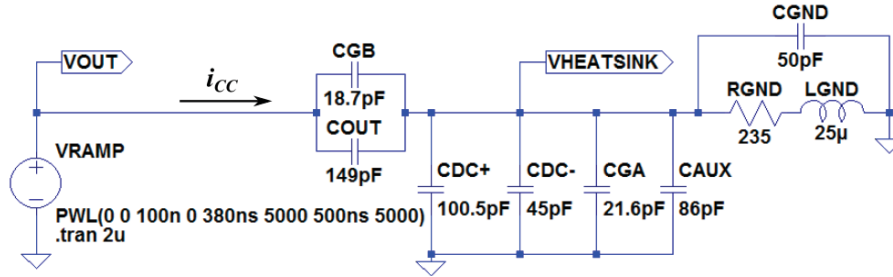 CGND
CGB
VOUT
VHEATSINK
50pF
iCC
RGND LGND
18.7pF
COUT
235
25µ
VRAMP
149pF
CDC+ CDC- CGA CAUX
PWL(0 0 100n 0 380ns 5000 500ns 5000)
100.5pF 45pF 21.6pF 86pF
.tran 2u